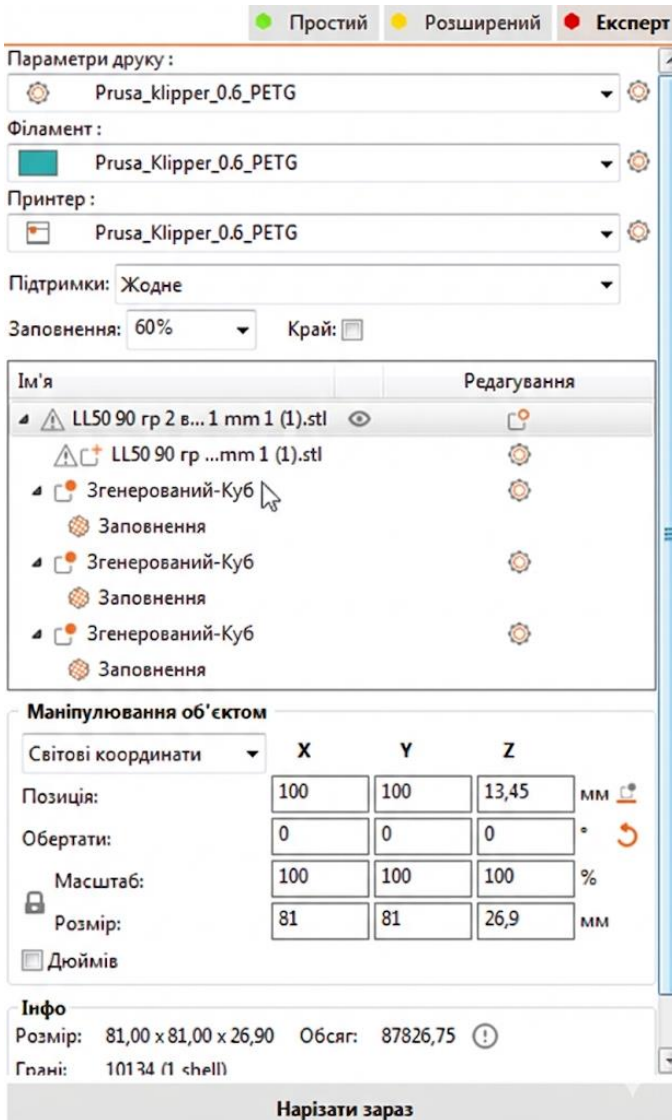 Простий Розширений Експерт
Параметри друку :
Prusa_klipper_0.6_PETG
Філамент :
Prusa_Klipper_0.6_PETG
Принтер :
Prusa_Klipper_0.6_PETG
Підтримки: Жодне
Заповнення: 60% Край:
Ім'я Редагування
LL50 90 гр 2 в... 1 mm 1 (1).stl
LL50 90 гр ...mm 1 (1).stl
Згенерований-Куб
Заповнення
Згенерований-Куб
Заповнення
Згенерований-Куб
Заповнення
Маніпулювання об'єктом
Світові координати X Y Z
Позиція: 100 100 13,45 мм
Обертати: 0 0 0 °
Масштаб: 100 100 100 %
Розмір: 81 81 26,9 мм
Дюймів
Інфо
Розмір: 81,00 x 81,00 x 26,90 Обсяг: 87826,75
Грані: 10134 (1 shell)
Нарізати зараз